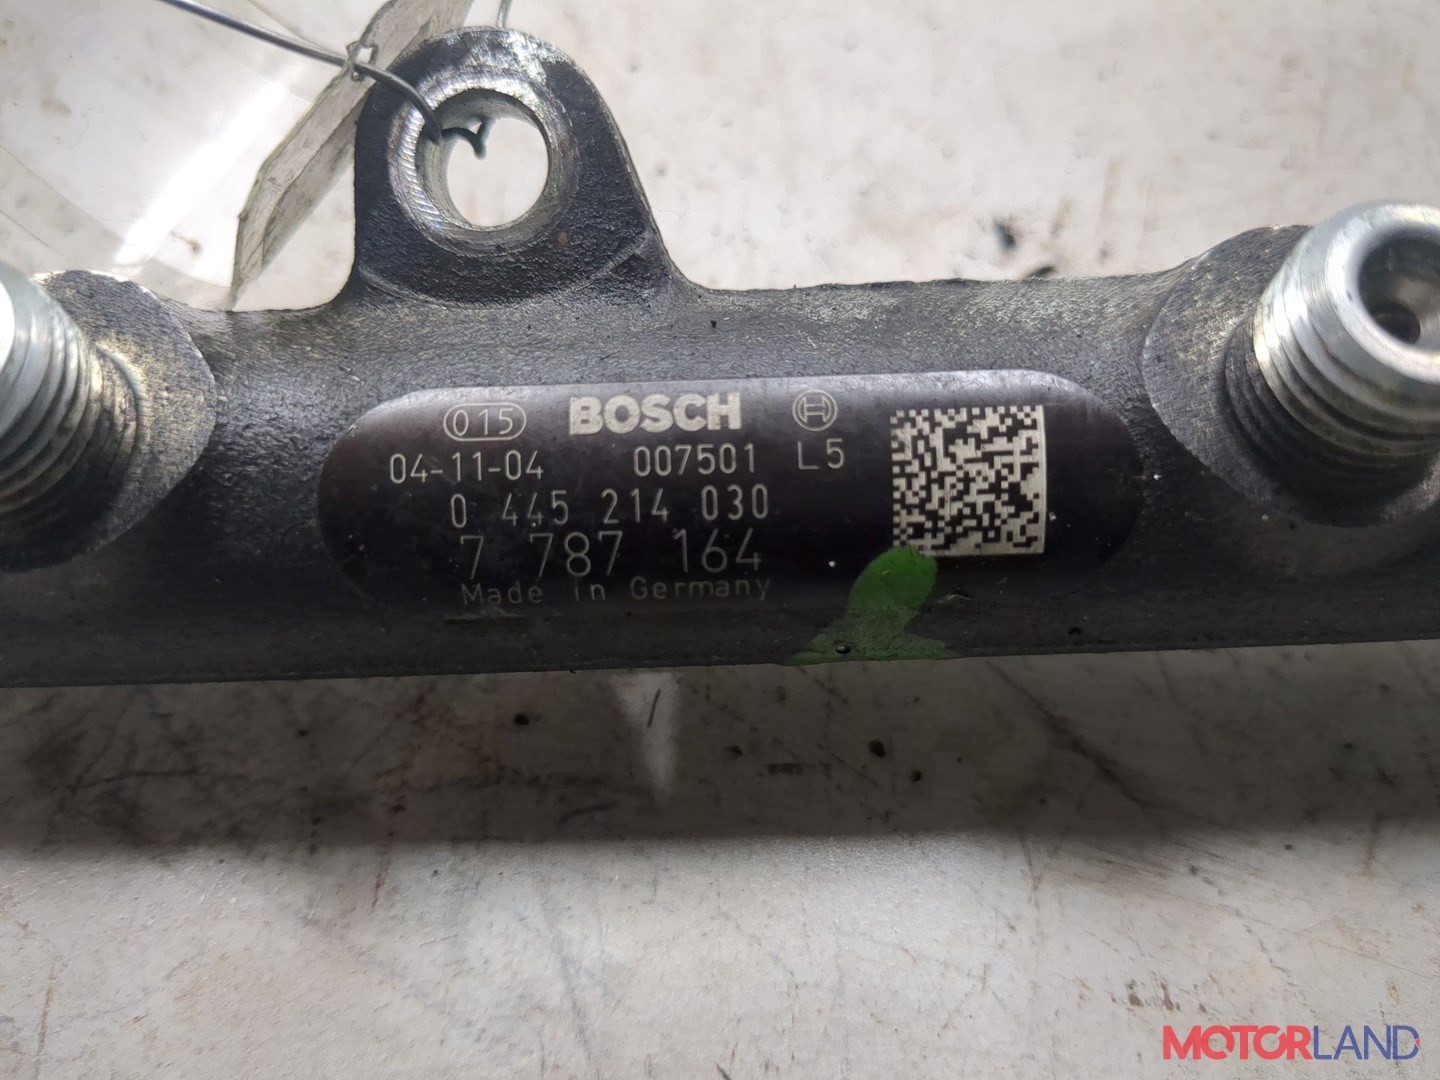 015 BOSCH H
04-11-04 007501 L5
0 445 214 030
7 787 164
Made in Germany
MOTORLAND